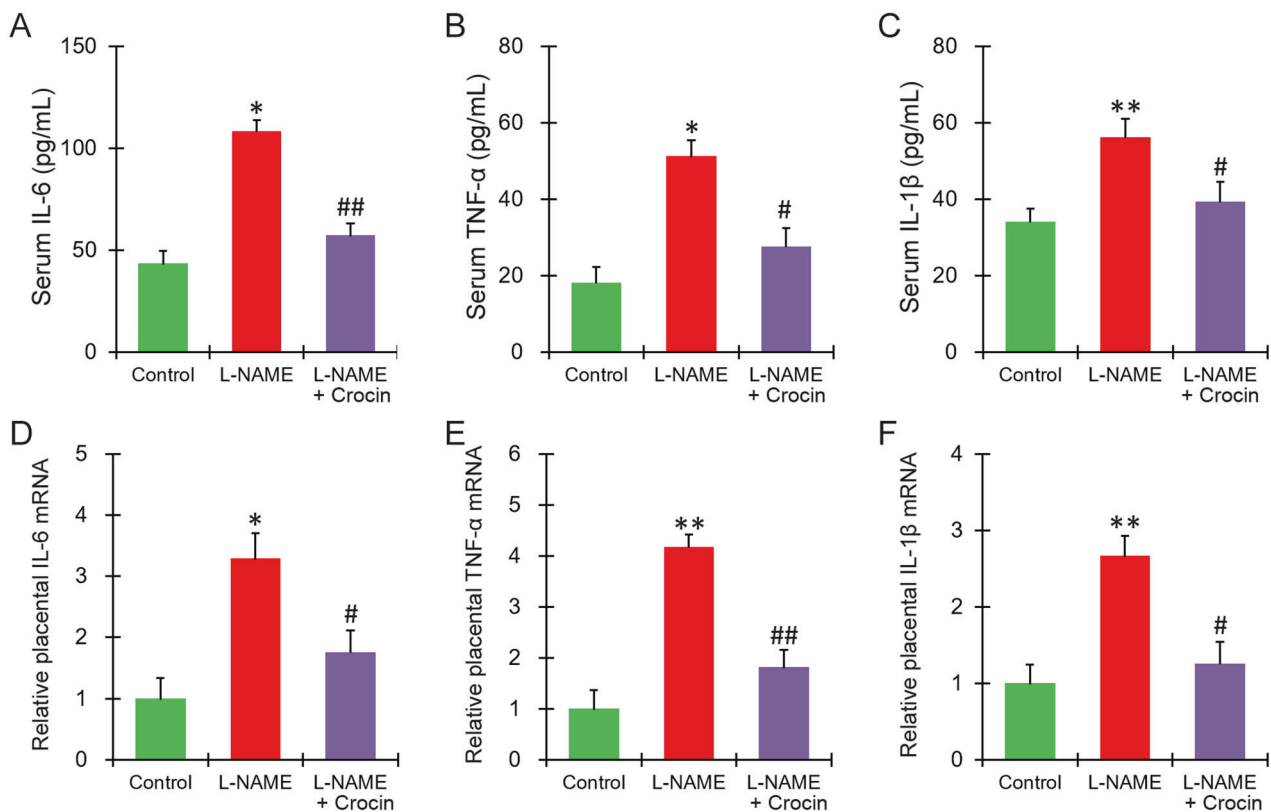 A
Serum IL-6 (pg/mL)
150
100
50
0
*
##
Control
L-NAME
L-NAME
+ Crocin
B
Serum TNF-α (pg/mL)
80
60
40
20
0
*
#
Control
L-NAME
L-NAME
+ Crocin
C
Serum IL-1β (pg/mL)
80
60
40
20
0
**
#
Control
L-NAME
L-NAME
+ Crocin
D
Relative placental IL-6 mRNA
5
4
3
2
1
0
*
#
Control
L-NAME
L-NAME
+ Crocin
E
Relative placental TNF-α mRNA
6
5
4
3
2
1
0
**
##
Control
L-NAME
L-NAME
+ Crocin
F
Relative placental IL-1β mRNA
4
3
2
1
0
**
#
Control
L-NAME
L-NAME
+ Crocin